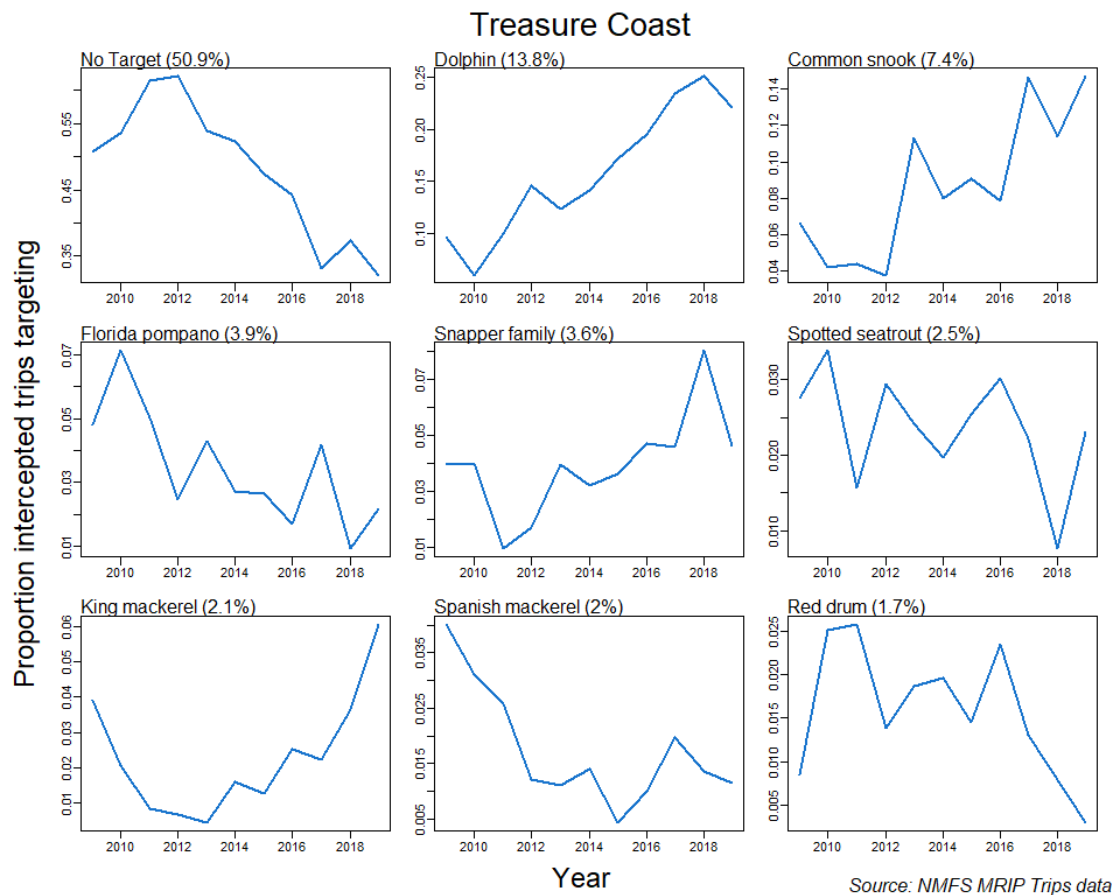 Treasure Coast
No Target (50.9%)
0.55
0.45
0.35
2010 2012 2014 2016 2018
Dolphin (13.8%)
0.25
0.20
0.15
0.10
2010 2012 2014 2016 2018
Common snook (7.4%)
0.14
0.12
0.10
0.08
0.06
0.04
2010 2012 2014 2016 2018
Florida pompano (3.9%)
0.07
0.05
0.03
0.01
2010 2012 2014 2016 2018
Snapper family (3.6%)
0.07
0.05
0.03
0.01
2010 2012 2014 2016 2018
Spotted seatrout (2.5%)
0.030
0.020
0.010
2010 2012 2014 2016 2018
King mackerel (2.1%)
0.06
0.05
0.04
0.03
0.02
0.01
2010 2012 2014 2016 2018
Spanish mackerel (2%)
0.035
0.025
0.015
0.005
2010 2012 2014 2016 2018
Red drum (1.7%)
0.025
0.020
0.015
0.010
0.005
2010 2012 2014 2016 2018
Proportion intercepted trips targeting
Year
Source: NMFS MRIP Trips data